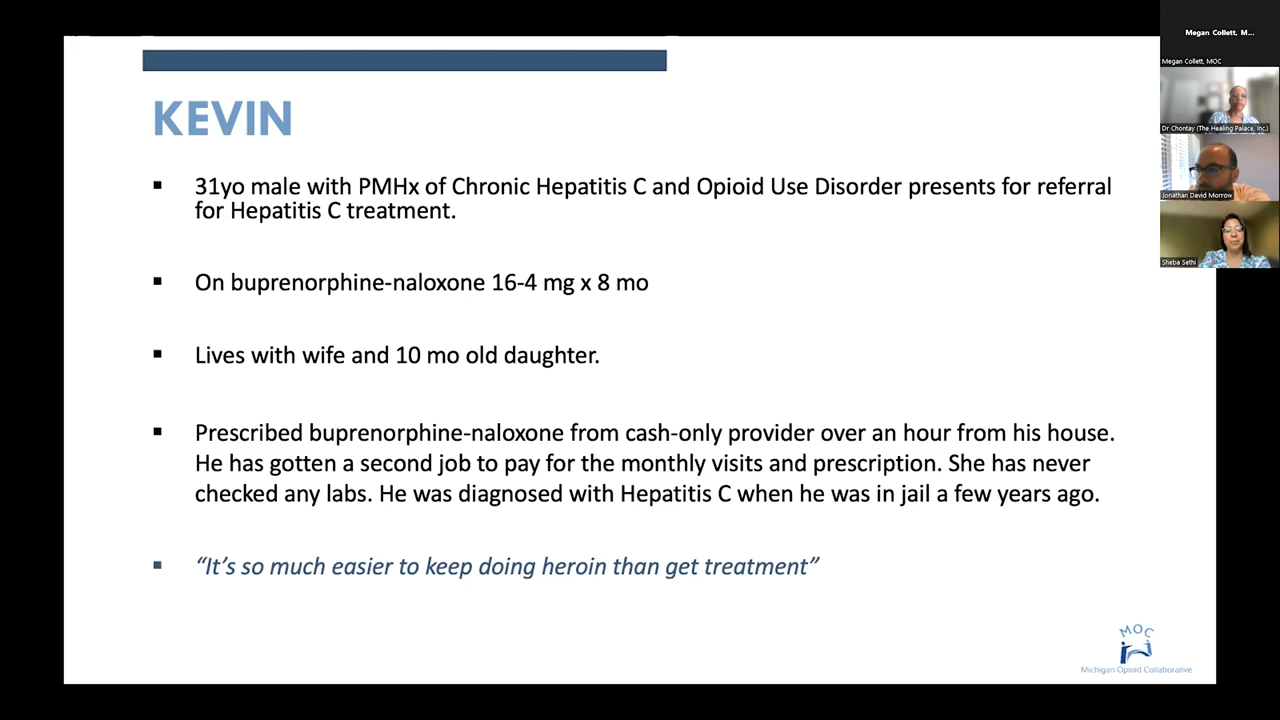 KEVIN
▪ 31yo male with PMHx of Chronic Hepatitis C and Opioid Use Disorder presents for referral
for Hepatitis C treatment.
▪ On buprenorphine-naloxone 16-4 mg x 8 mo
▪ Lives with wife and 10 mo old daughter.
▪ Prescribed buprenorphine-naloxone from cash-only provider over an hour from his house.
He has gotten a second job to pay for the monthly visits and prescription. She has never
checked any labs. He was diagnosed with Hepatitis C when he was in jail a few years ago.
▪ “It’s so much easier to keep doing heroin than get treatment”
MOC
Michigan Opioid Collaborative
Megan Collett, M...
Megan Collett, MOC
Dr Chontay (The Healing Palace, Inc.)
Jonathan David Morrow
Sheba Sethi